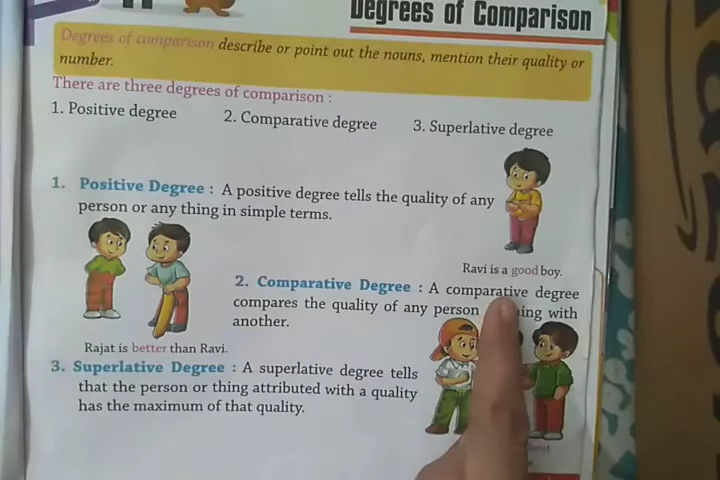 Degrees of Comparison
Degrees of comparison describe or point out the nouns, mention their quality or
number.
There are three degrees of comparison :
1. Positive degree 2. Comparative degree 3. Superlative degree
1. Positive Degree : A positive degree tells the quality of any
person or any thing in simple terms.
Ravi is a good boy.
2. Comparative Degree : A comparative degree
compares the quality of any person ing with
another.
Rajat is better than Ravi.
3. Superlative Degree : A superlative degree tells
that the person or thing attributed with a quality
has the maximum of that quality.